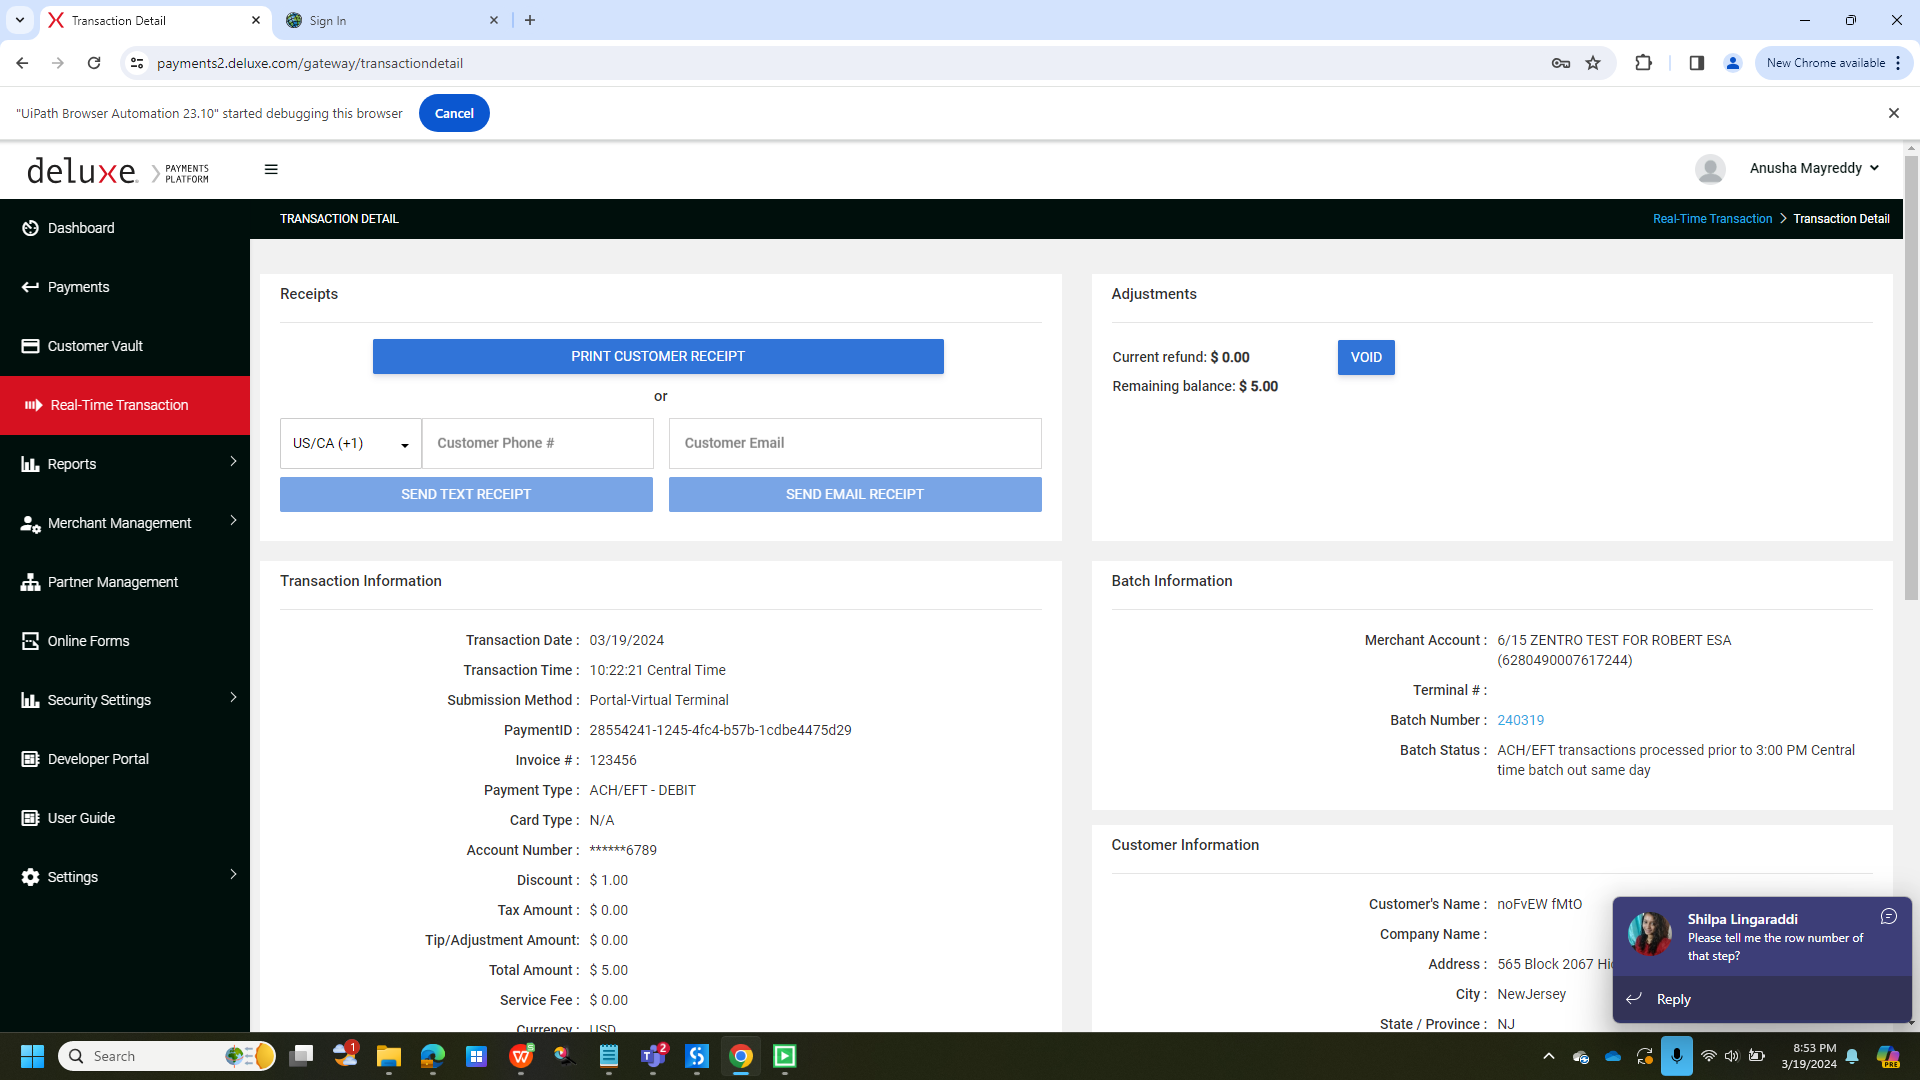 Transaction Detail
Sign In
payments2.deluxe.com/gateway/transactiondetail
New Chrome available
"UiPath Browser Automation 23.10" started debugging this browser
Cancel
deluxe. PAYMENTS PLATFORM
Anusha Mayreddy
TRANSACTION DETAIL
Real-Time Transaction > Transaction Detail
Dashboard
Payments
Customer Vault
Real-Time Transaction
Reports
Merchant Management
Partner Management
Online Forms
Security Settings
Developer Portal
User Guide
Settings
Receipts
PRINT CUSTOMER RECEIPT
or
US/CA (+1)
Customer Phone #
Customer Email
SEND TEXT RECEIPT
SEND EMAIL RECEIPT
Adjustments
Current refund: $ 0.00
VOID
Remaining balance: $ 5.00
Transaction Information
Transaction Date : 03/19/2024
Transaction Time : 10:22:21 Central Time
Submission Method : Portal-Virtual Terminal
PaymentID : 28554241-1245-4fc4-b57b-1cdbe4475d29
Invoice # : 123456
Payment Type : ACH/EFT - DEBIT
Card Type : N/A
Account Number : ******6789
Discount : $ 1.00
Tax Amount : $ 0.00
Tip/Adjustment Amount: $ 0.00
Total Amount : $ 5.00
Service Fee : $ 0.00
Currency : USD
Batch Information
Merchant Account : 6/15 ZENTRO TEST FOR ROBERT ESA
(6280490007617244)
Terminal # :
Batch Number : 240319
Batch Status : ACH/EFT transactions processed prior to 3:00 PM Central
time batch out same day
Customer Information
Customer's Name : noFvEW fMtO
Company Name :
Address : 565 Block 2067
City : NewJersey
State / Province : NJ
Shilpa Lingaraddi
Please tell me the row number of
that step?
Reply
Search
1
2
8:53 PM
3/19/2024
PRE